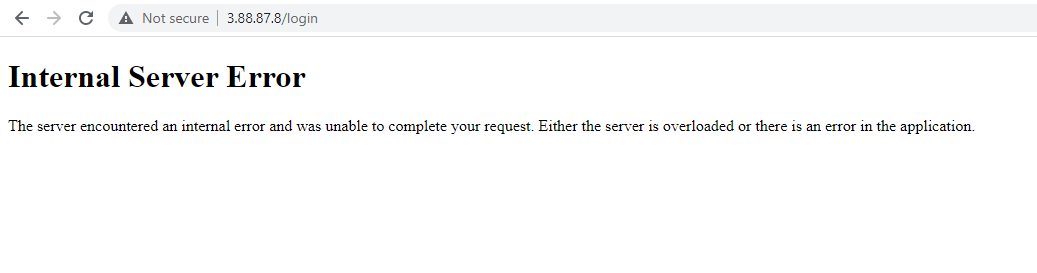 Not secure | 3.88.87.8/login
Internal Server Error
The server encountered an internal error and was unable to complete your request. Either the server is overloaded or there is an error in the application.